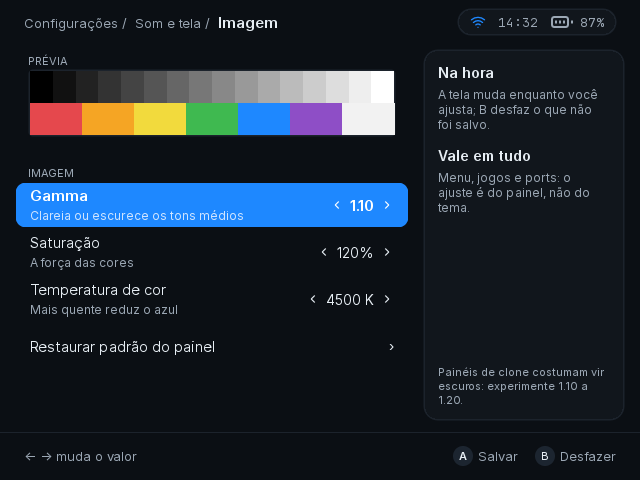 Configurações / Som e tela / Imagem
14:32 87%
PRÉVIA
IMAGEM
Gamma
Clareia ou escurece os tons médios
‹ 1.10 ›
Saturação
A força das cores
‹ 120% ›
Temperatura de cor
Mais quente reduz o azul
‹ 4500 K ›
Restaurar padrão do painel ›
Na hora
A tela muda enquanto você
ajusta; B desfaz o que não
foi salvo.
Vale em tudo
Menu, jogos e ports: o
ajuste é do painel, não do
tema.
Painéis de clone costumam vir
escuros: experimente 1.10 a
1.20.
← → muda o valor
A Salvar B Desfazer